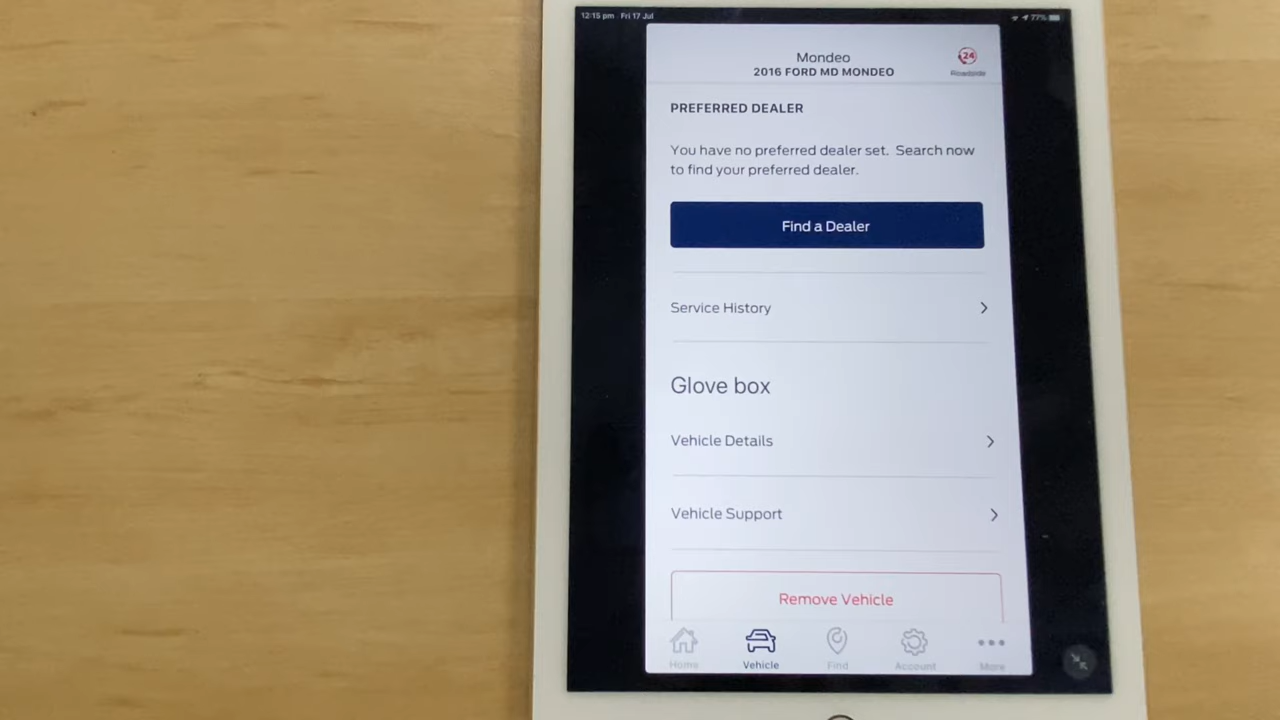 12:15 pm Fri 17 Jul
77%
Mondeo
2016 FORD MD MONDEO
24
Roadside
PREFERRED DEALER
You have no preferred dealer set. Search now
to find your preferred dealer.
Find a Dealer
Service History
Glove box
Vehicle Details
Vehicle Support
Remove Vehicle
Home
Vehicle
Find
Account
More